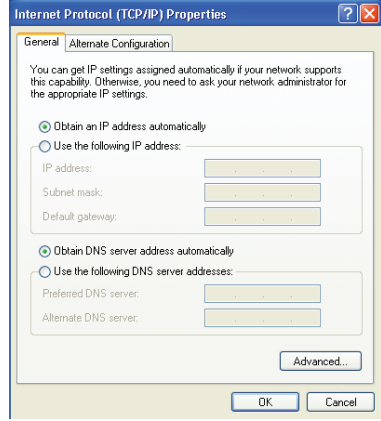 Internet Protocol (TCP/IP) Properties
General Alternate Configuration
You can get IP settings assigned automatically if your network supports
this capability. Otherwise, you need to ask your network administrator for
the appropriate IP settings.
Obtain an IP address automatically
Use the following IP address:
IP address:
Subnet mask:
Default gateway:
Obtain DNS server address automatically
Use the following DNS server addresses:
Preferred DNS server:
Alternate DNS server:
Advanced...
OK Cancel